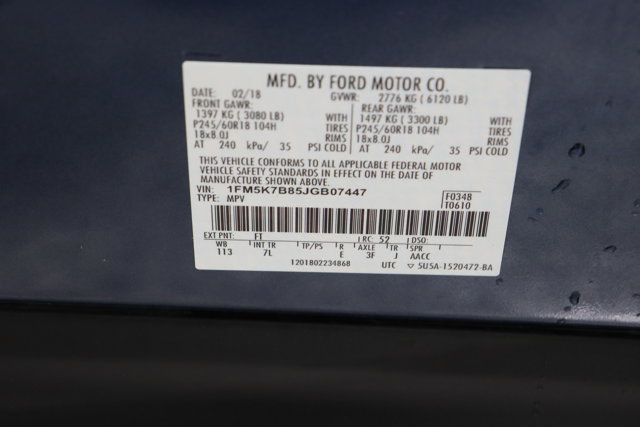 MFD. BY FORD MOTOR CO.
DATE: 02/18 GVWR: 2776 KG ( 6120 LB)
FRONT GAWR: REAR GAWR:
1397 KG ( 3080 LB) WITH 1497 KG ( 3300 LB) WITH
P245/60R18 104H TIRES P245/60R18 104H TIRES
18x8.0J RIMS 18x8.0J RIMS
AT 240 kPa/ 35 PSI COLD AT 240 kPa/ 35 PSI COLD
THIS VEHICLE CONFORMS TO ALL APPLICABLE FEDERAL MOTOR
VEHICLE SAFETY STANDARDS IN EFFECT ON THE DATE OF
MANUFACTURE SHOWN ABOVE.
VIN: 1FM5K7B85JGB07447 F0348
TYPE: MPV T0610
EXT PNT: FT RC: 52 DSO:
WB INT TR TP/PS R AXLE TR SPR
113 7L E 3F J AACC
1201802234868 UTC ▽ 5U5A-1520472-BA